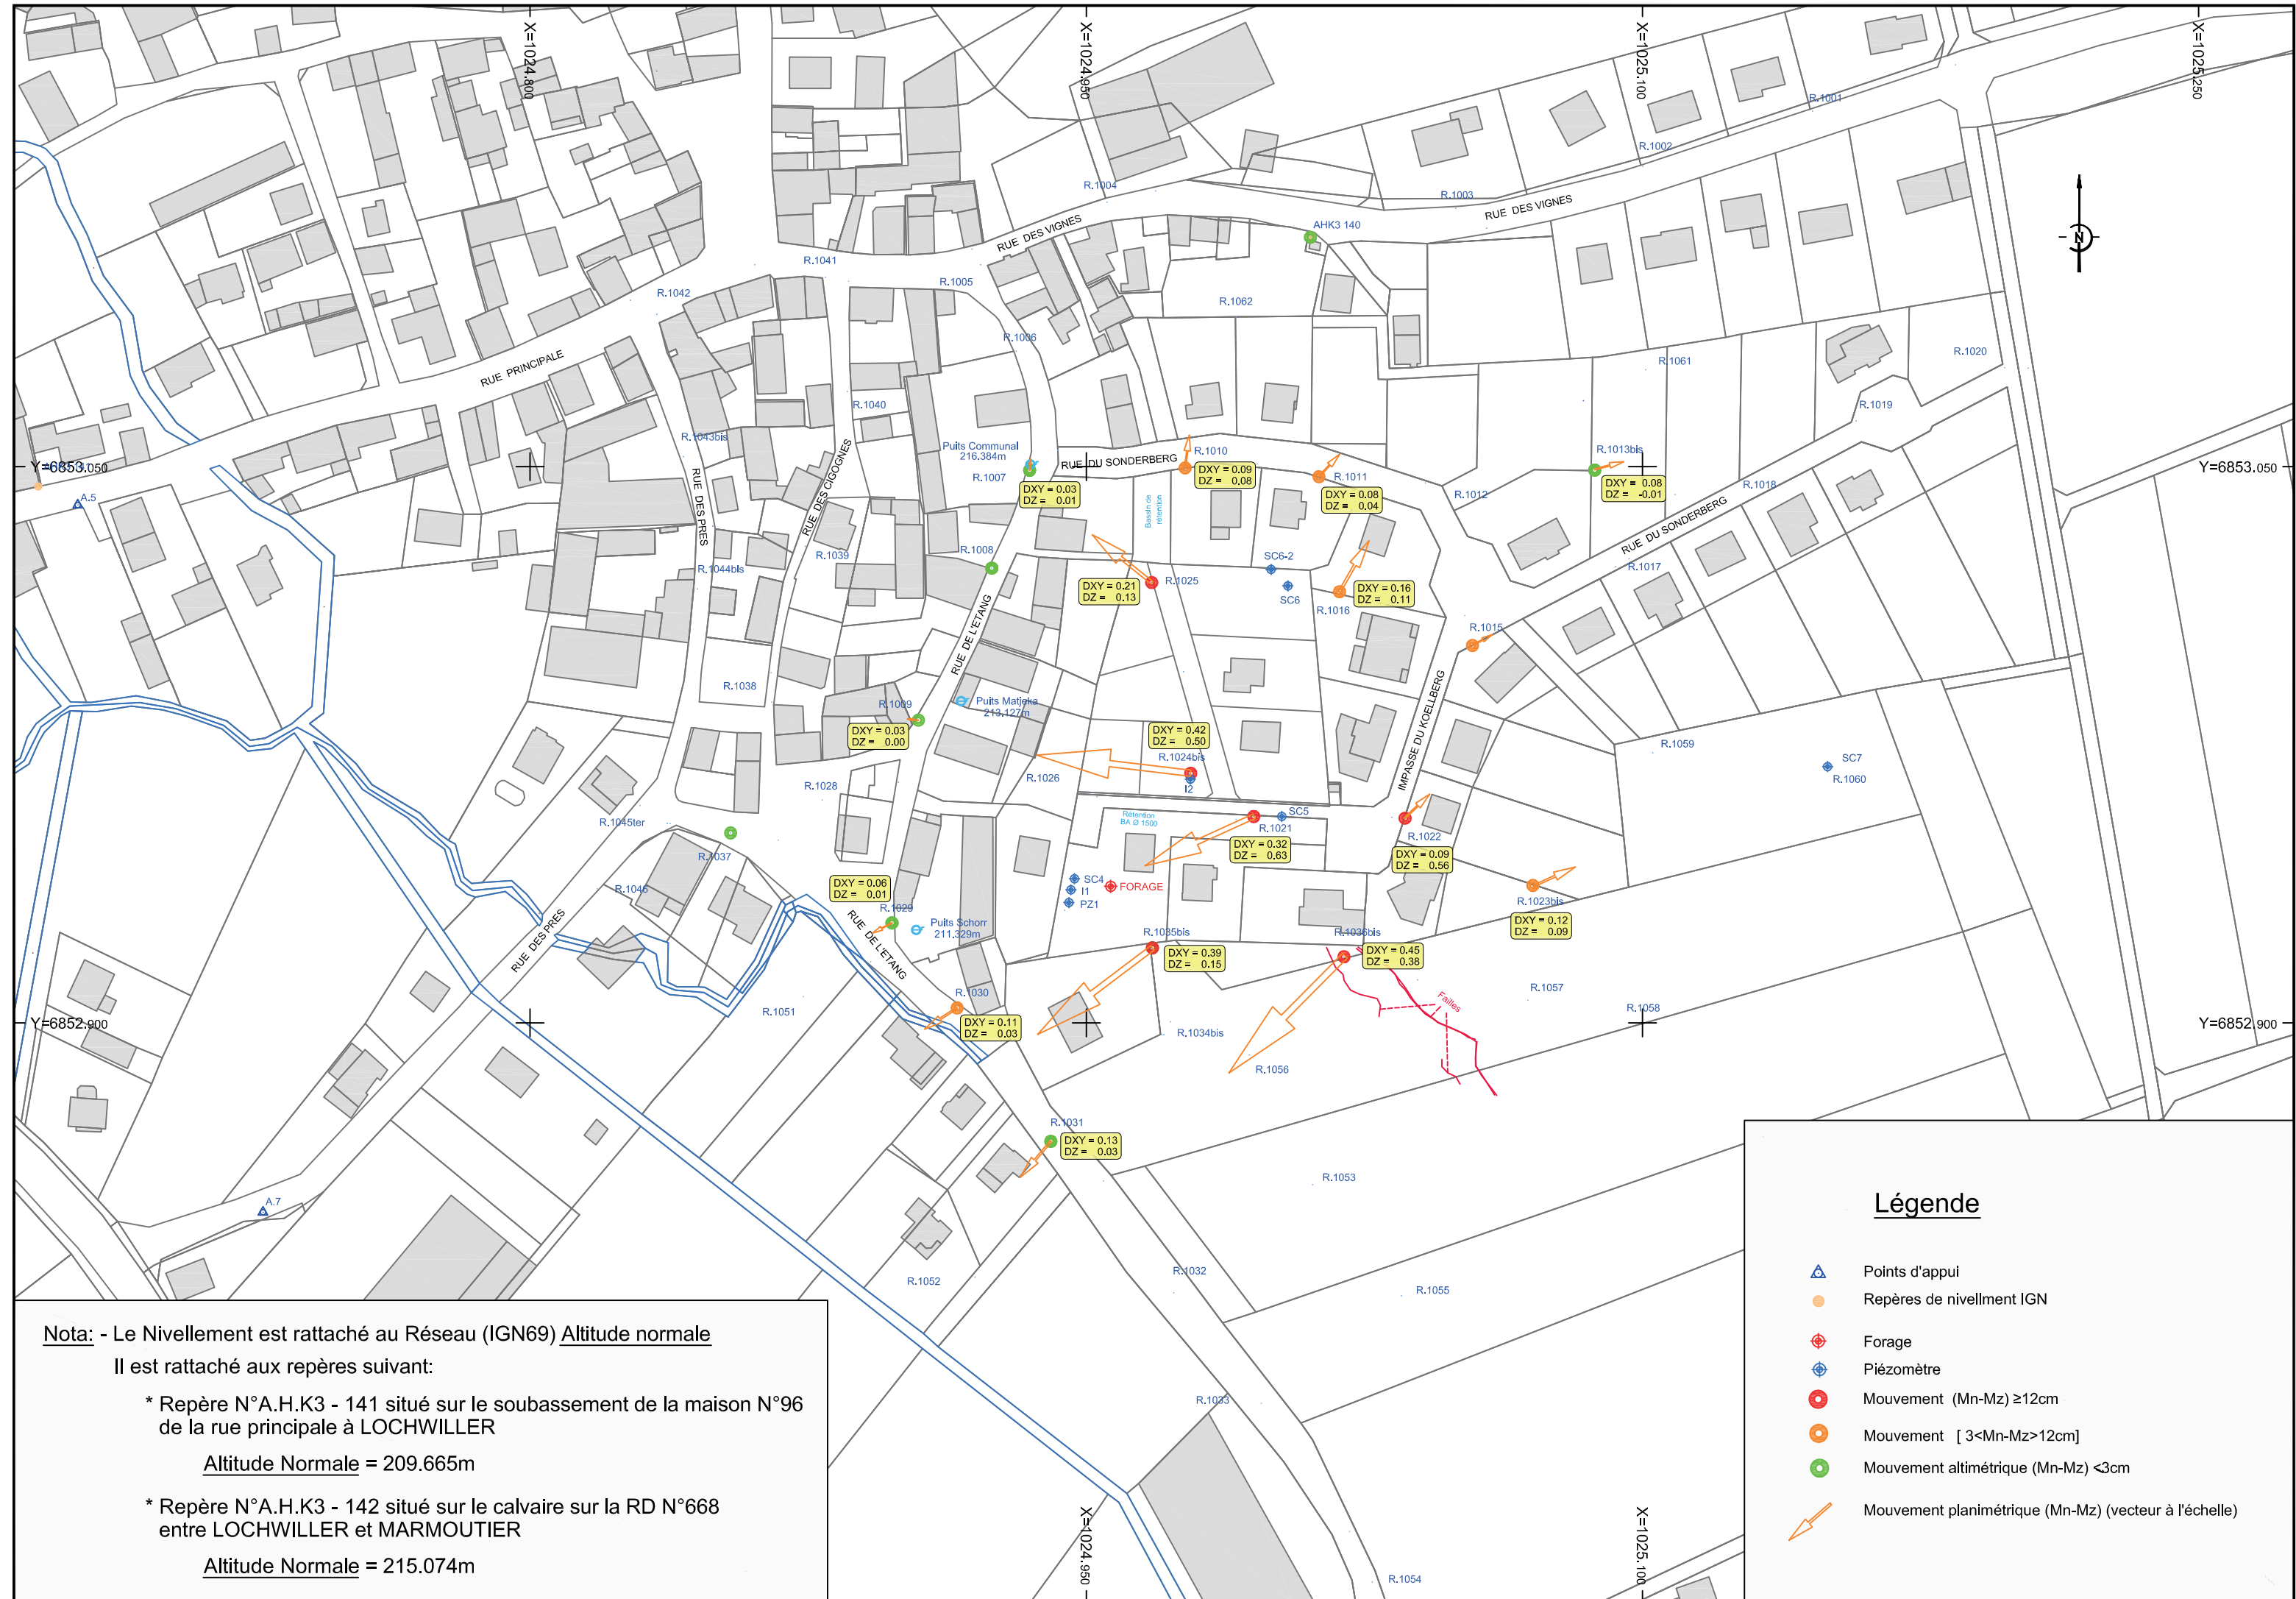 X=1024.800
X=1024.950
X=1025.100
X=1025.250
R.1001
R.1002
R.1003
R.1004
RUE DES VIGNES
RUE DES VIGNES
AHK3 140
R.1041
R.1005
R.1042
R.1062
R.1006
RUE PRINCIPALE
R.1061
R.1020
R.1040
R.1019
R.1043bis
Puits Communal
216.384m
R.1007
RUE DU SONDERBERG
R.1010
R.1011
R.1013bis
Y=6853.050
Y=6853.050
DXY = 0.03
DZ = 0.01
DXY = 0.09
DZ = 0.08
DXY = 0.08
DZ = 0.04
DXY = 0.08
DZ = -0.01
R.1012
R.1018
A.5
RUE DES PRES
RUE DES CIGOGNES
Bassin de
rétention
RUE DU SONDERBERG
R.1039
R.1008
R.1044bis
SC6-2
SC6
R.1017
R.1025
DXY = 0.21
DZ = 0.13
DXY = 0.16
DZ = 0.11
R.1016
R.1015
RUE DE L'ETANG
R.1038
R.1009
Puits Matjeka
213.127m
DXY = 0.03
DZ = 0.00
DXY = 0.42
DZ = 0.50
R.1024bis
I2
IMPASSE DU KOELLBERG
R.1059
SC7
R.1060
R.1026
R.1028
R.1045ter
Rétention
BA Ø 1500
SC5
R.1021
R.1022
DXY = 0.32
DZ = 0.63
DXY = 0.09
DZ = 0.56
R.1037
R.1046
DXY = 0.06
DZ = 0.01
SC4
I1
PZ1
FORAGE
R.1023bis
DXY = 0.12
DZ = 0.09
R.1029
Puits Schorr
211.329m
RUE DES PRES
RUE DE L'ETANG
R.1035bis
DXY = 0.39
DZ = 0.15
R.1036bis
DXY = 0.45
DZ = 0.38
Failles
R.1057
R.1058
R.1030
DXY = 0.11
DZ = 0.03
R.1051
R.1034bis
R.1056
Y=6852.900
Y=6852.900
R.1031
DXY = 0.13
DZ = 0.03
R.1053
A.7
R.1052
R.1032
R.1055
R.1033
R.1054
X=1024.950
X=1025.100
Nota: - Le Nivellement est rattaché au Réseau (IGN69) Altitude normale
Il est rattaché aux repères suivant:
* Repère N°A.H.K3 - 141 situé sur le soubassement de la maison N°96
de la rue principale à LOCHWILLER
Altitude Normale = 209.665m
* Repère N°A.H.K3 - 142 situé sur le calvaire sur la RD N°668
entre LOCHWILLER et MARMOUTIER
Altitude Normale = 215.074m
N
Légende
Points d'appui
Repères de nivellment IGN
Forage
Piézomètre
Mouvement (Mn-Mz) ≥12cm
Mouvement [ 3<Mn-Mz>12cm]
Mouvement altimétrique (Mn-Mz) <3cm
Mouvement planimétrique (Mn-Mz) (vecteur à l'échelle)